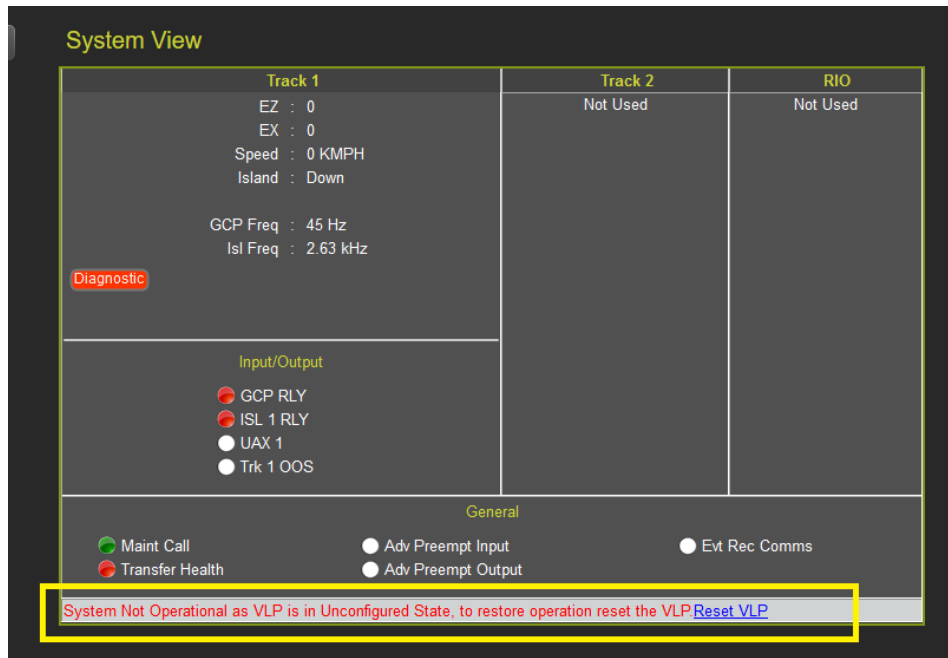 System View
Track 1
EZ : 0
EX : 0
Speed : 0 KMPH
Island : Down
GCP Freq : 45 Hz
Isl Freq : 2.63 kHz
Diagnostic
Track 2
Not Used
RIO
Not Used
Input/Output
GCP RLY
ISL 1 RLY
UAX 1
Trk 1 OOS
General
Maint Call
Transfer Health
Adv Preempt Input
Adv Preempt Output
Evt Rec Comms
System Not Operational as VLP is in Unconfigured State, to restore operation reset the VLP.Reset VLP